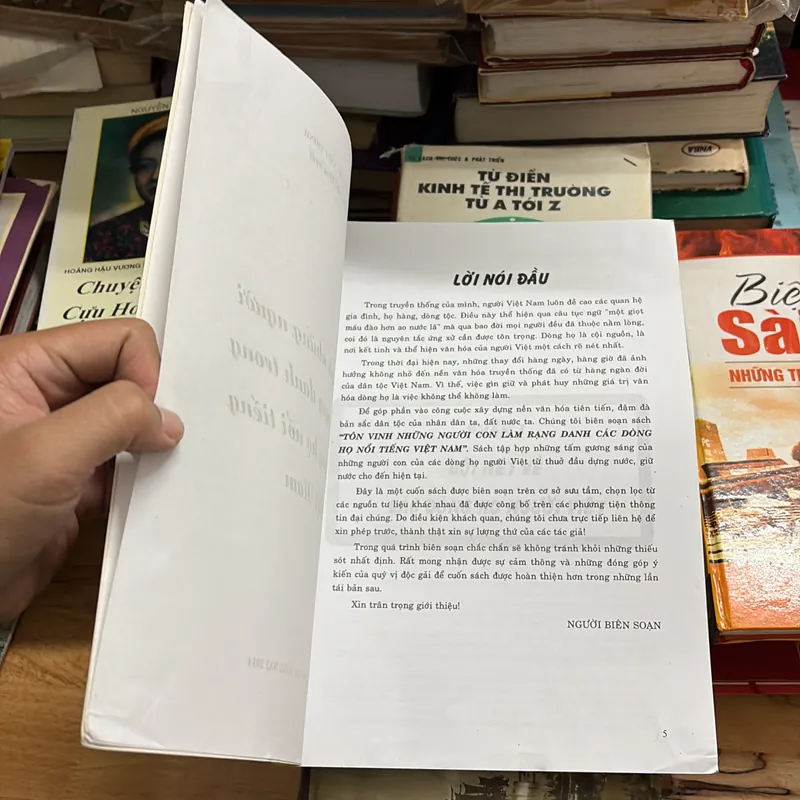 NGUYỄN
HOÀNG HẬU VƯƠNG
Chuyệ
Cựu Ho
TỦ SÁCH TRI THỨC & PHÁT TRIỂN
TỪ ĐIỂN
KINH TẾ THỊ TRƯỜNG
TỪ A TỚI Z
Biê
Sà
NHỮNG TR
LỜI NÓI ĐẦU
Trong truyền thống của mình, người Việt Nam luôn đề cao các quan hệ
gia đình, họ hàng, dòng tộc. Điều này thể hiện qua câu tục ngữ "một giọt
máu đào hơn ao nước lã" mà qua bao đời mọi người đều đã thuộc nằm lòng,
coi đó là nguyên tắc ứng xử cần được tôn trọng. Dòng họ là cội nguồn, là
nơi kết tinh và thể hiện văn hóa của người Việt một cách rõ nét nhất.
Trong thời đại hiện nay, những thay đổi hàng ngày, hàng giờ đã ảnh
hưởng không nhỏ đến nền văn hóa truyền thống đã có từ hàng ngàn đời
của dân tộc Việt Nam. Vì thế, việc gìn giữ và phát huy những giá trị văn
hóa dòng họ là việc không thể không làm.
Để góp phần vào công cuộc xây dựng nền văn hóa tiên tiến, đậm đà
bản sắc dân tộc của nhân dân ta, đất nước ta. Chúng tôi biên soạn sách
"TÔN VINH NHỮNG NGƯỜI CON LÀM RẠNG DANH CÁC DÒNG
HỌ NỔI TIẾNG VIỆT NAM". Sách tập hợp những tấm gương sáng của
những người con của các dòng họ người Việt từ thuở đầu dựng nước, giữ
nước cho đến hiện tại.
Đây là một cuốn sách được biên soạn trên cơ sở sưu tầm, chọn lọc từ
các nguồn tư liệu khác nhau đã được công bố trên các phương tiện thông
tin đại chúng. Do điều kiện khách quan, chúng tôi chưa trực tiếp liên hệ để
xin phép trước, thành thật xin sự lượng thứ của các tác giả!
Trong quá trình biên soạn chắc chắn sẽ không tránh khỏi những thiếu
sót nhất định. Rất mong nhận được sự cảm thông và những đóng góp ý
kiến của quý vị độc giả để cuốn sách được hoàn thiện hơn trong những lần
tái bản sau.
Xin trân trọng giới thiệu!
NGƯỜI BIÊN SOẠN
5